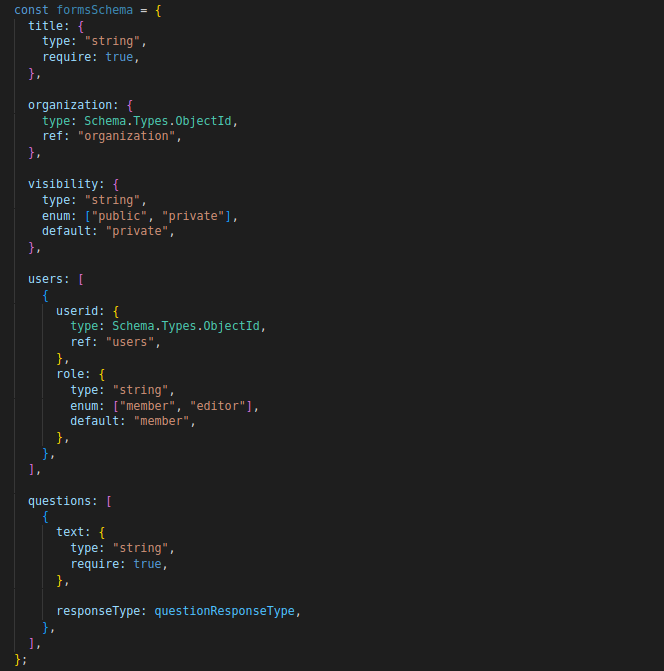 const formsSchema = {
title: {
type: "string",
require: true,
},
organization: {
type: Schema.Types.ObjectId,
ref: "organization",
},
visibility: {
type: "string",
enum: ["public", "private"],
default: "private",
},
users: [
{
userid: {
type: Schema.Types.ObjectId,
ref: "users",
},
role: {
type: "string",
enum: ["member", "editor"],
default: "member",
},
},
],
questions: [
{
text: {
type: "string",
require: true,
},
responseType: questionResponseType,
},
],
};